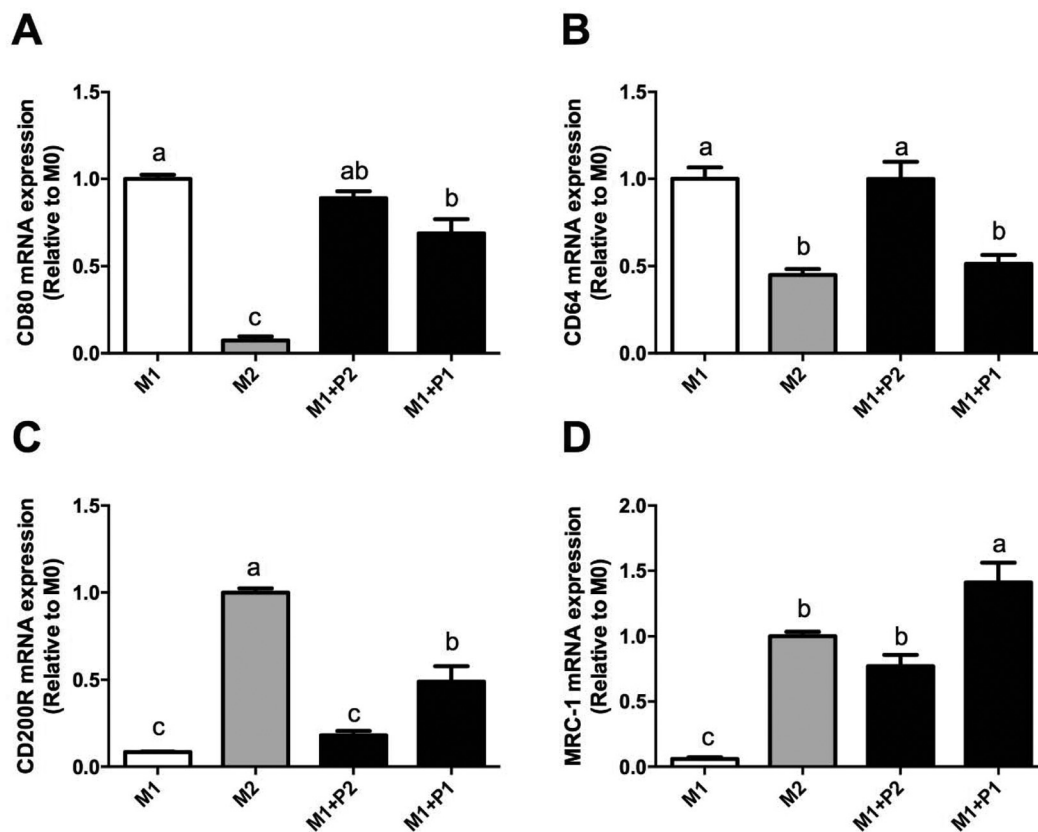 A
CD80 mRNA expression
(Relative to M0)
1.5
1.0
0.5
0.0
a
c
ab
b
M1
M2
M1+P2
M1+P1
B
CD64 mRNA expression
(Relative to M0)
1.5
1.0
0.5
0.0
a
b
a
b
M1
M2
M1+P2
M1+P1
C
CD200R mRNA expression
(Relative to M0)
1.5
1.0
0.5
0.0
c
a
c
b
M1
M2
M1+P2
M1+P1
D
MRC-1 mRNA expression
(Relative to M0)
2.0
1.5
1.0
0.5
0.0
c
b
b
a
M1
M2
M1+P2
M1+P1